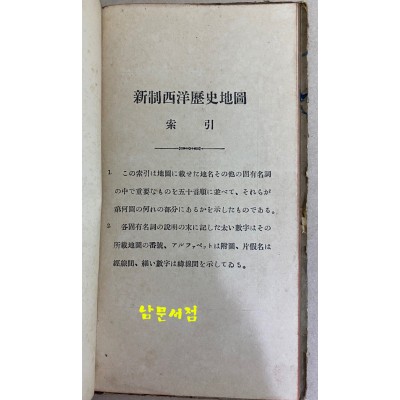 新制西洋歷史地圖
索引
1. この索引は地圖に載せた地名その他の固有名詞
の中で重要なものを五十音順に並べて、それらが
第何圖の何れの部分にあるかを示したものである。
2. 各固有名詞の說明の末に記した太い數字はその
所載地圖の番號、アルファベットは附圖、片假名は
經線間、細い數字は緯線間を示してゐる。
남문서점